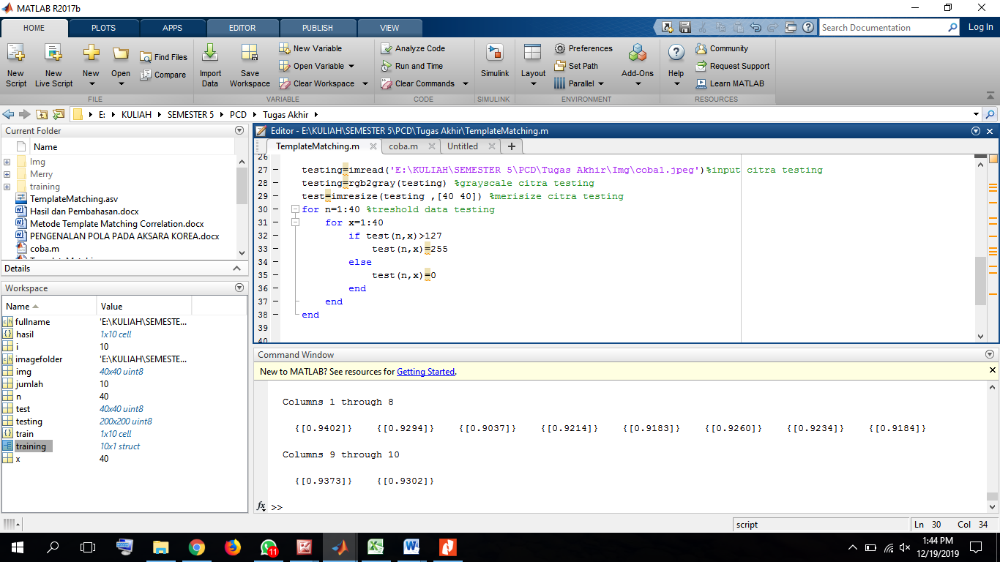 MATLAB R2017b
HOME PLOTS APPS EDITOR PUBLISH VIEW
Search Documentation Log In
New Script
New Live Script
New
Open
Find Files
Compare
Import Data
Save Workspace
New Variable
Open Variable
Clear Workspace
Analyze Code
Run and Time
Clear Commands
Simulink
Layout
Preferences
Set Path
Parallel
Add-Ons
Help
Community
Request Support
Learn MATLAB
FILE VARIABLE CODE SIMULINK ENVIRONMENT RESOURCES
E: KULIAH SEMESTER 5 PCD Tugas Akhir
Current Folder
Name
Img
Merry
training
TemplateMatching.asv
Hasil dan Pembahasan.docx
Metode Template Matching Correlation.docx
PENGENALAN POLA PADA AKSARA KOREA.docx
coba.m
Details
Workspace
Name Value
fullname 'E:\KULIAH\SEMESTE...
hasil 1x10 cell
i 10
imagefolder 'E:\KULIAH\SEMESTE...
img 40x40 uint8
jumlah 10
n 40
test 40x40 uint8
testing 200x200 uint8
train 1x10 cell
training 10x1 struct
x 40
Editor - E:\KULIAH\SEMESTER 5\PCD\Tugas Akhir\TemplateMatching.m
TemplateMatching.m coba.m Untitled
26
27 testing=imread('E:\KULIAH\SEMESTER 5\PCD\Tugas Akhir\Img\coba1.jpeg')%input citra testing
28 testing=rgb2gray(testing) %grayscale citra testing
29 test=imresize(testing ,[40 40]) %merisize citra testing
30 for n=1:40 %treshold data testing
31 for x=1:40
32 if test(n,x)>127
33 test(n,x)=255
34 else
35 test(n,x)=0
36 end
37 end
38 end
39
40
Command Window
New to MATLAB? See resources for Getting Started.
Columns 1 through 8
{[0.9402]} {[0.9294]} {[0.9037]} {[0.9214]} {[0.9183]} {[0.9260]} {[0.9234]} {[0.9184]}
Columns 9 through 10
{[0.9373]} {[0.9302]}
fx >>
script Ln 30 Col 34
11
1:44 PM
12/19/2019